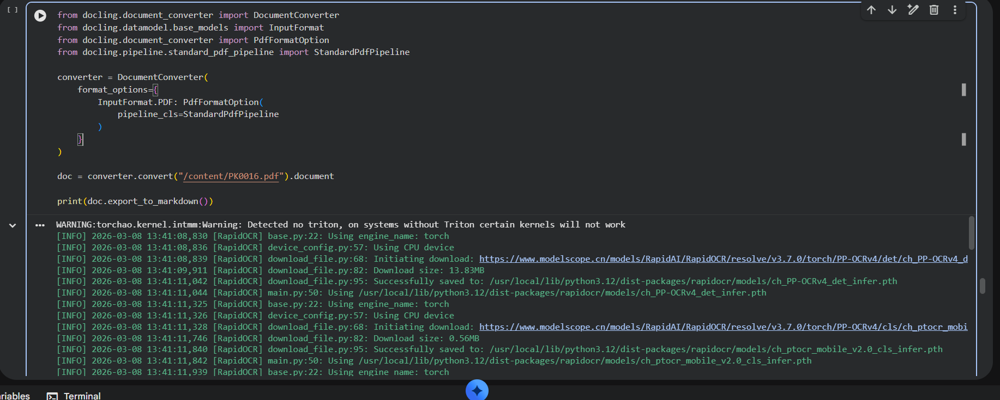 [ ]
from docling.document_converter import DocumentConverter
from docling.datamodel.base_models import InputFormat
from docling.document_converter import PdfFormatOption
from docling.pipeline.standard_pdf_pipeline import StandardPdfPipeline
converter = DocumentConverter(
    format_options={
        InputFormat.PDF: PdfFormatOption(
            pipeline_cls=StandardPdfPipeline
        )
    }
)
doc = converter.convert("/content/PK0016.pdf").document
print(doc.export_to_markdown())
WARNING:torchao.kernel.intmm:Warning: Detected no triton, on systems without Triton certain kernels will not work
[INFO] 2026-03-08 13:41:08,830 [RapidOCR] base.py:22: Using engine_name: torch
[INFO] 2026-03-08 13:41:08,836 [RapidOCR] device_config.py:57: Using CPU device
[INFO] 2026-03-08 13:41:08,839 [RapidOCR] download_file.py:68: Initiating download: https://www.modelscope.cn/models/RapidAI/RapidOCR/resolve/v3.7.0/torch/PP-OCRv4/det/ch_PP-OCRv4_d
[INFO] 2026-03-08 13:41:09,911 [RapidOCR] download_file.py:82: Download size: 13.83MB
[INFO] 2026-03-08 13:41:11,042 [RapidOCR] download_file.py:95: Successfully saved to: /usr/local/lib/python3.12/dist-packages/rapidocr/models/ch_PP-OCRv4_det_infer.pth
[INFO] 2026-03-08 13:41:11,044 [RapidOCR] main.py:50: Using /usr/local/lib/python3.12/dist-packages/rapidocr/models/ch_PP-OCRv4_det_infer.pth
[INFO] 2026-03-08 13:41:11,325 [RapidOCR] base.py:22: Using engine_name: torch
[INFO] 2026-03-08 13:41:11,326 [RapidOCR] device_config.py:57: Using CPU device
[INFO] 2026-03-08 13:41:11,328 [RapidOCR] download_file.py:68: Initiating download: https://www.modelscope.cn/models/RapidAI/RapidOCR/resolve/v3.7.0/torch/PP-OCRv4/cls/ch_ptocr_mobi
[INFO] 2026-03-08 13:41:11,746 [RapidOCR] download_file.py:82: Download size: 0.56MB
[INFO] 2026-03-08 13:41:11,840 [RapidOCR] download_file.py:95: Successfully saved to: /usr/local/lib/python3.12/dist-packages/rapidocr/models/ch_ptocr_mobile_v2.0_cls_infer.pth
[INFO] 2026-03-08 13:41:11,842 [RapidOCR] main.py:50: Using /usr/local/lib/python3.12/dist-packages/rapidocr/models/ch_ptocr_mobile_v2.0_cls_infer.pth
[INFO] 2026-03-08 13:41:11,939 [RapidOCR] base.py:22: Using engine_name: torch
riables Terminal